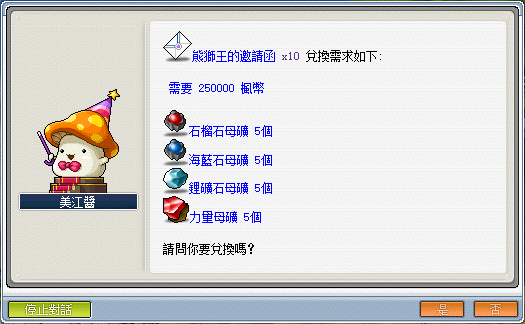 熊獅王的邀請函 x10 兌換需求如下:
需要 250000 楓幣
石榴石母礦 5個
海藍石母礦 5個
鋰礦石母礦 5個
力量母礦 5個
請問你要兌換嗎?
美江醬
停止對話
是
否